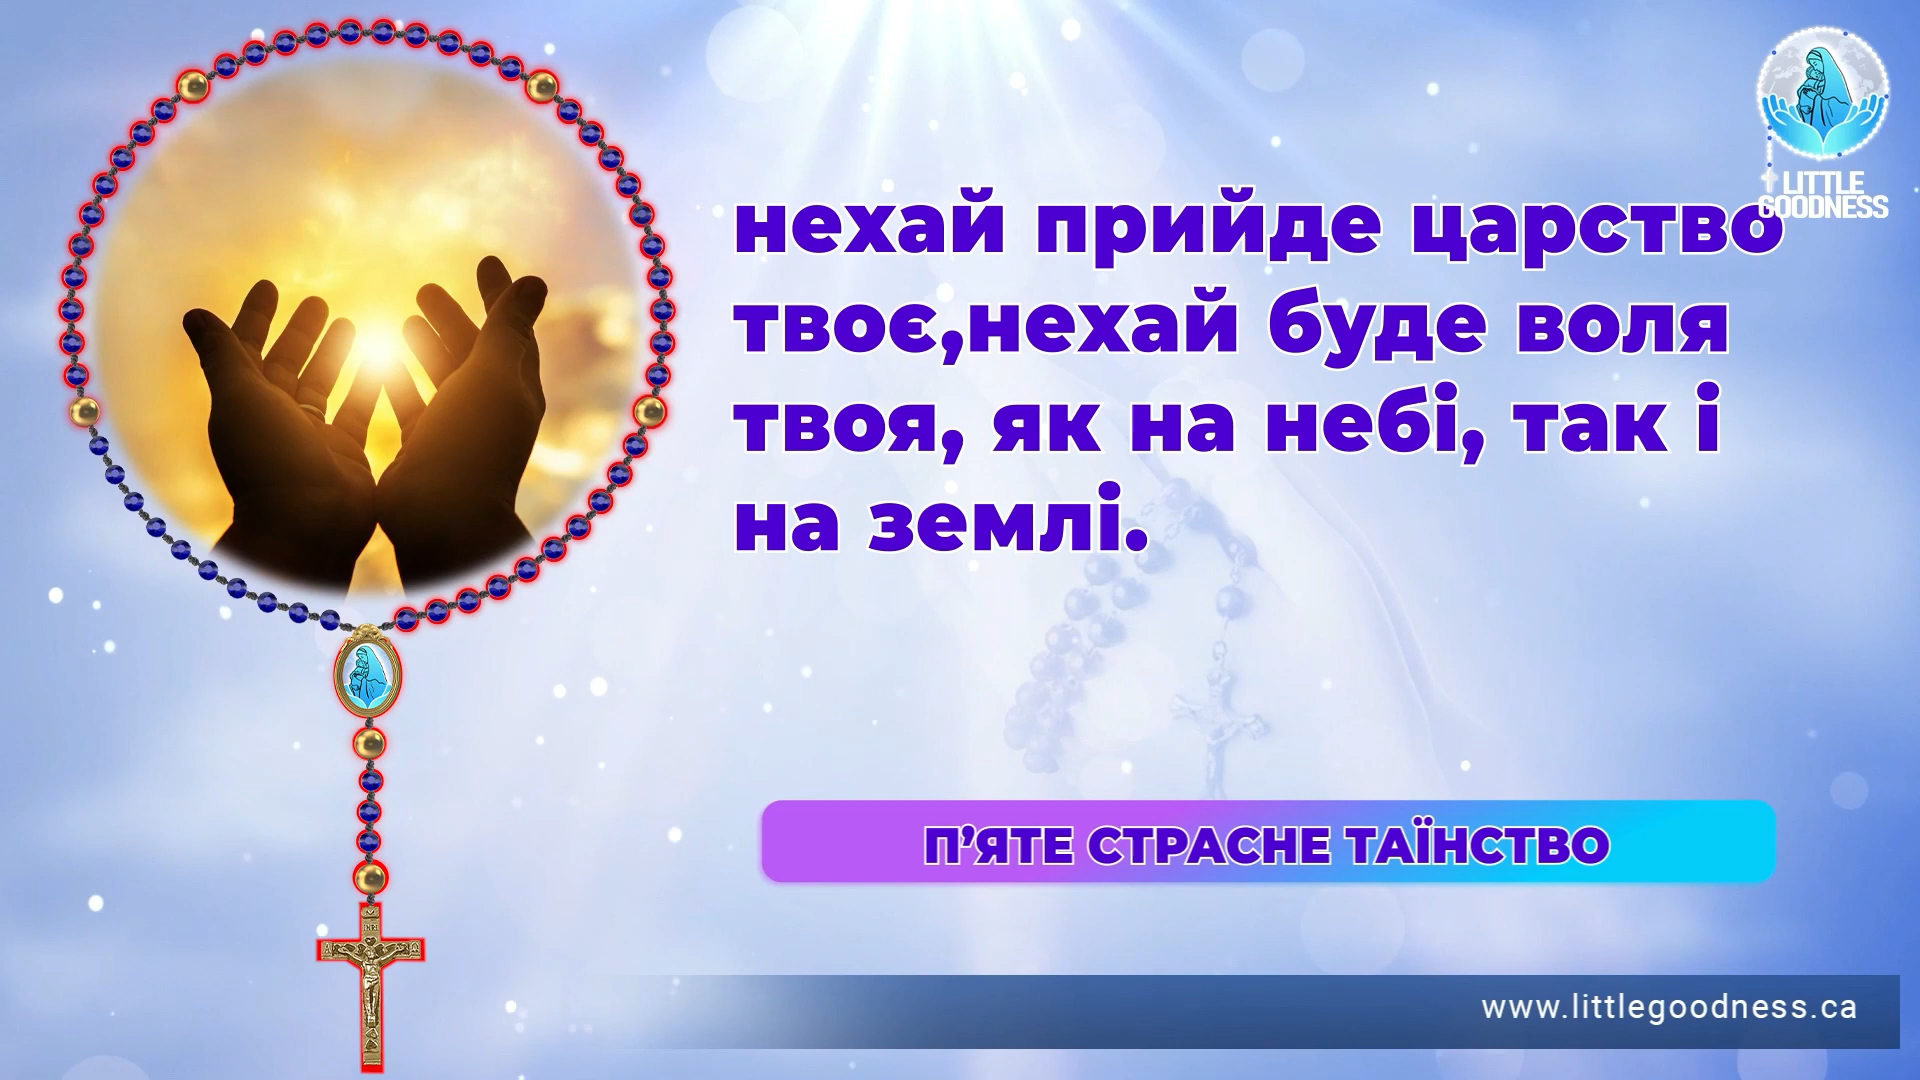 LITTLE
GOODNESS
нехай прийде царство
твоє,нехай буде воля
твоя, як на небі, так і
на землі.
П’ЯТЕ СТРАСНЕ ТАЇНСТВО
INRI
www.littlegoodness.ca